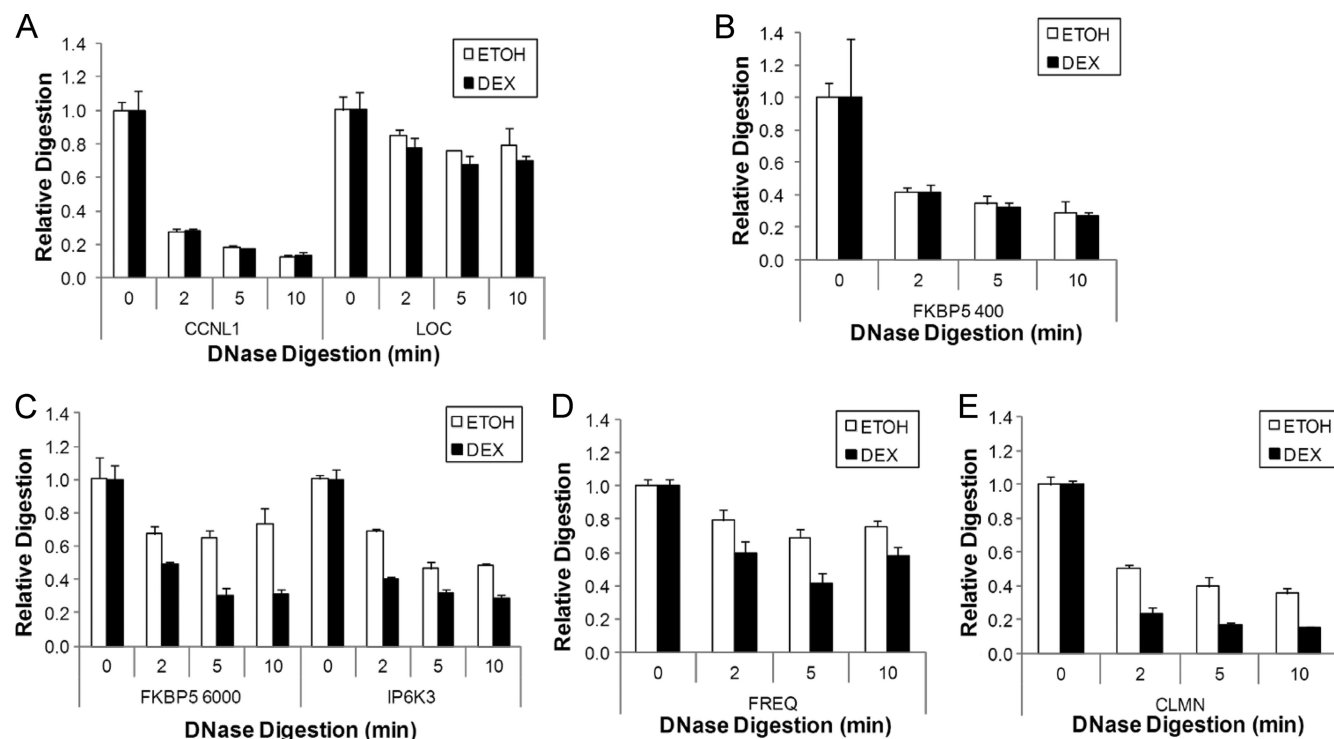 A
Relative Digestion
1.4
1.2
1.0
0.8
0.6
0.4
0.2
0.0
ETOH
DEX
0 2 5 10 0 2 5 10
CCNL1 LOC
DNase Digestion (min)
B
Relative Digestion
1.4
1.2
1.0
0.8
0.6
0.4
0.2
0.0
ETOH
DEX
0 2 5 10
FKBP5 400
DNase Digestion (min)
C
Relative Digestion
1.4
1.2
1.0
0.8
0.6
0.4
0.2
0.0
ETOH
DEX
0 2 5 10 0 2 5 10
FKBP5 6000 IP6K3
DNase Digestion (min)
D
Relative Digestion
1.4
1.2
1.0
0.8
0.6
0.4
0.2
0.0
ETOH
DEX
0 2 5 10
FREQ
DNase Digestion (min)
E
Relative Digestion
1.4
1.2
1.0
0.8
0.6
0.4
0.2
0.0
ETOH
DEX
0 2 5 10
CLMN
DNase Digestion (min)